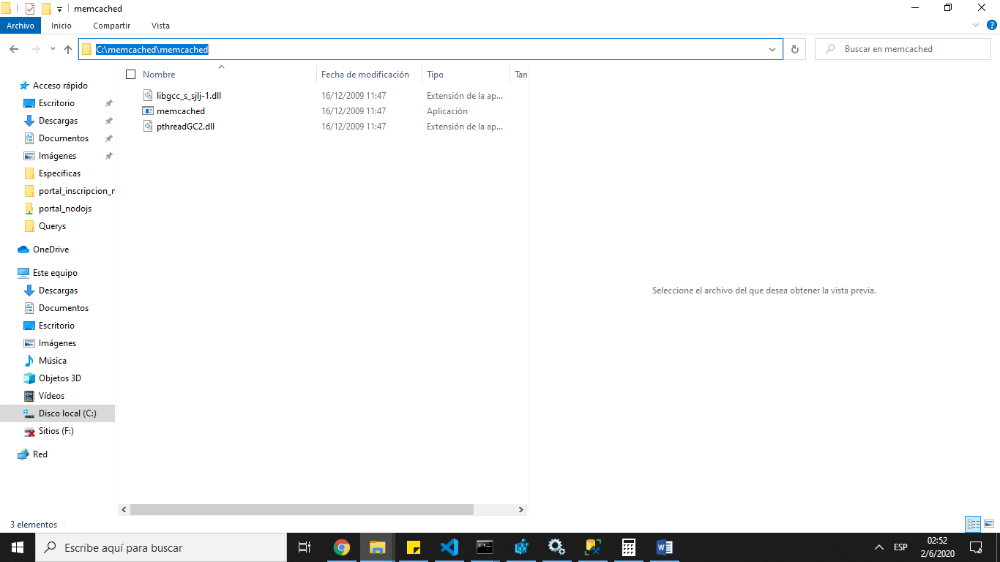 memcached
Archivo Inicio Compartir Vista
C:\memcached\memcached
Buscar en memcached
Nombre Fecha de modificación Tipo Tan
libgcc_s_sjlj-1.dll 16/12/2009 11:47 Extensión de la ap...
memcached 16/12/2009 11:47 Aplicación
pthreadGC2.dll 16/12/2009 11:47 Extensión de la ap...
Acceso rápido
Escritorio
Descargas
Documentos
Imágenes
Especificas
portal_inscripcion_r
portal_nodojs
Querys
OneDrive
Este equipo
Descargas
Documentos
Escritorio
Imágenes
Música
Objetos 3D
Vídeos
Disco local (C:)
Sitios (F:)
Red
Seleccione el archivo del que desea obtener la vista previa.
3 elementos
Escribe aquí para buscar
ESP
02:52
2/6/2020